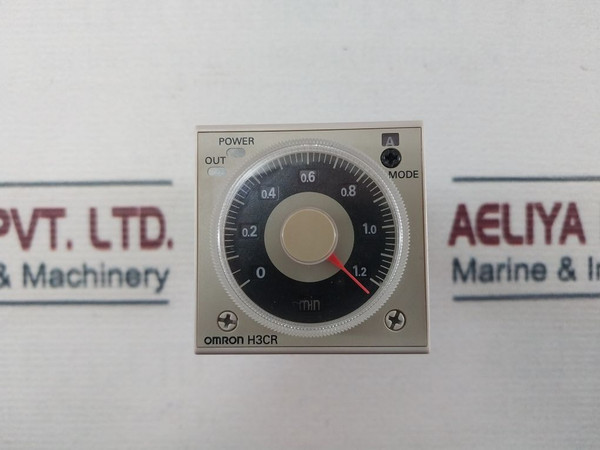 POWER
OUT
A
MODE
0 0.2 0.4 0.6 0.8 1.0 1.2
min
OMRON H3CR
PVT. LTD.
& Machinery
AELIYA
Marine & In